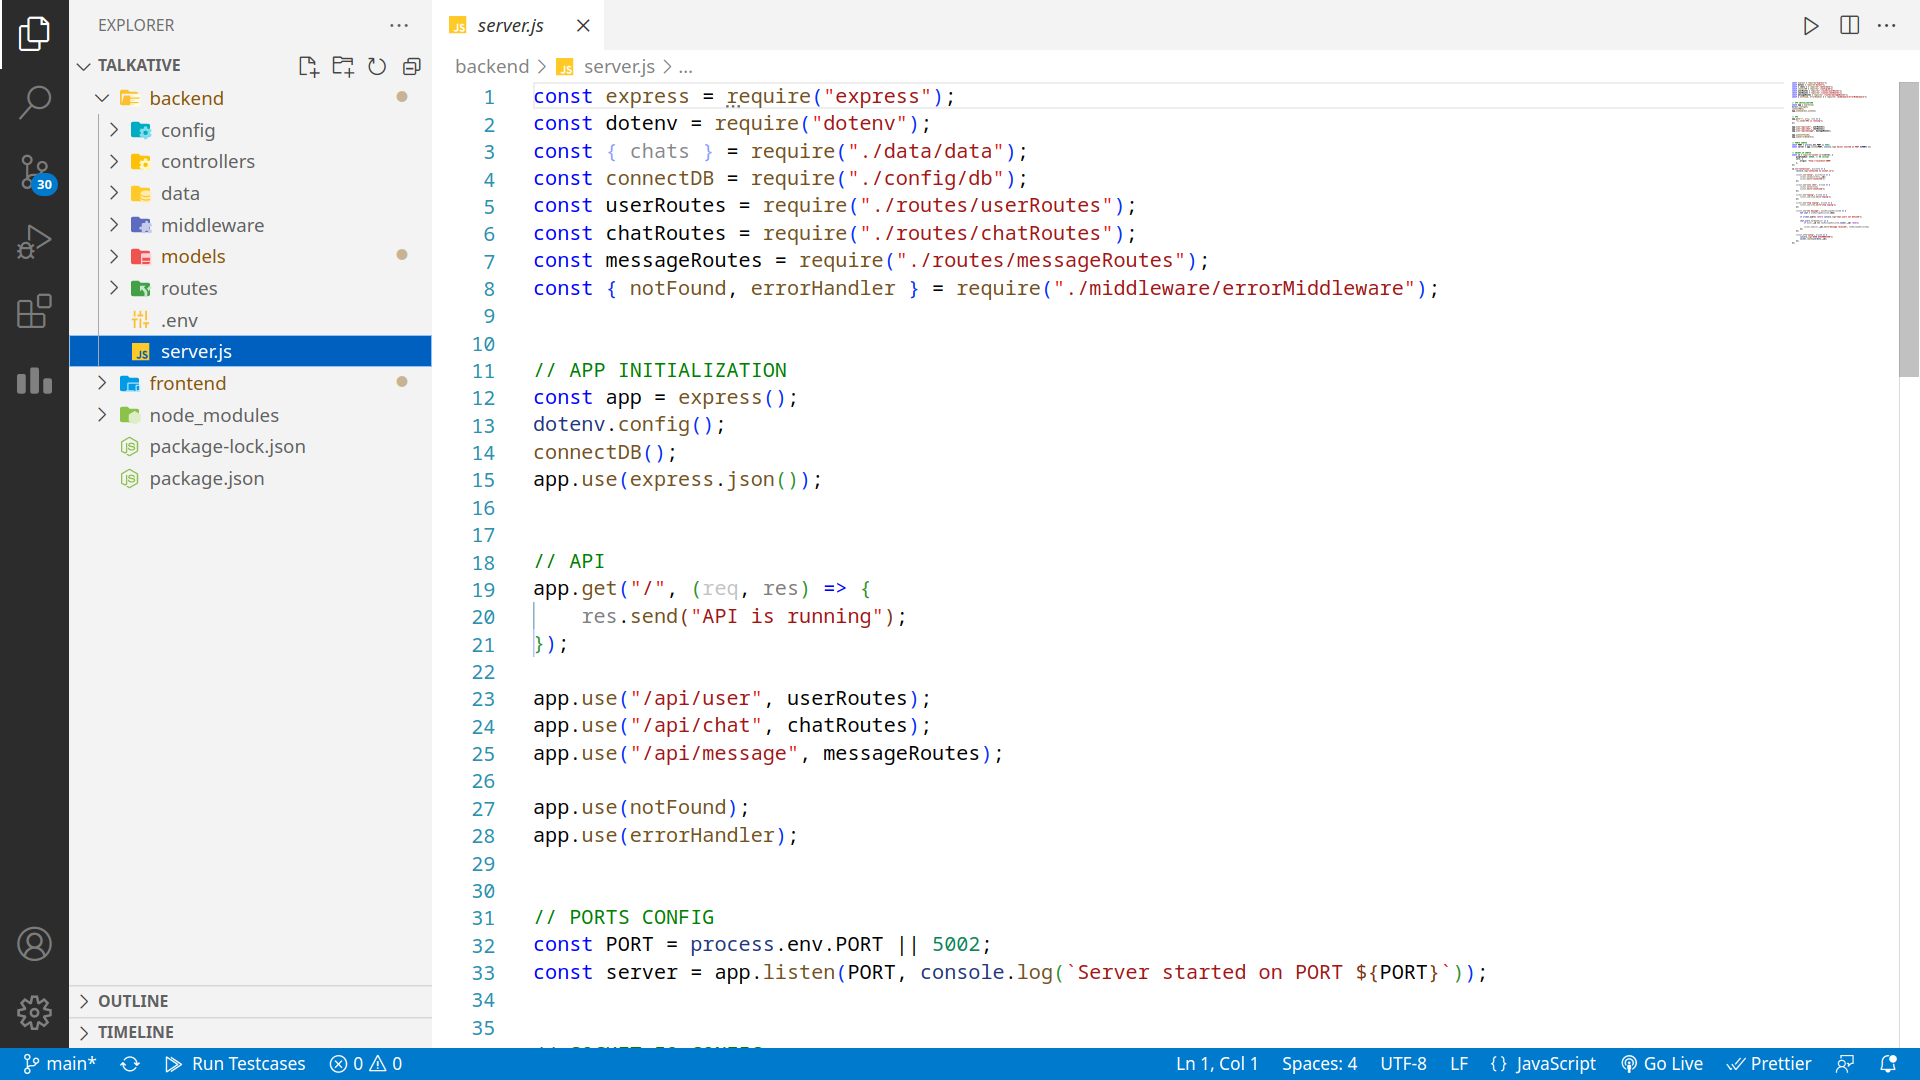 EXPLORER
TALKATIVE
backend
config
controllers
data
middleware
models
routes
.env
server.js
frontend
node_modules
package-lock.json
package.json
OUTLINE
TIMELINE
30
server.js
backend > server.js > ...
1 const express = require("express");
2 const dotenv = require("dotenv");
3 const { chats } = require("./data/data");
4 const connectDB = require("./config/db");
5 const userRoutes = require("./routes/userRoutes");
6 const chatRoutes = require("./routes/chatRoutes");
7 const messageRoutes = require("./routes/messageRoutes");
8 const { notFound, errorHandler } = require("./middleware/errorMiddleware");
9
10
11 // APP INITIALIZATION
12 const app = express();
13 dotenv.config();
14 connectDB();
15 app.use(express.json());
16
17
18 // API
19 app.get("/", (req, res) => {
20 res.send("API is running");
21 });
22
23 app.use("/api/user", userRoutes);
24 app.use("/api/chat", chatRoutes);
25 app.use("/api/message", messageRoutes);
26
27 app.use(notFound);
28 app.use(errorHandler);
29
30
31 // PORTS CONFIG
32 const PORT = process.env.PORT || 5002;
33 const server = app.listen(PORT, console.log(`Server started on PORT ${PORT}`));
34
35
main* Run Testcases 0 0 Ln 1, Col 1 Spaces: 4 UTF-8 LF {} JavaScript Go Live Prettier